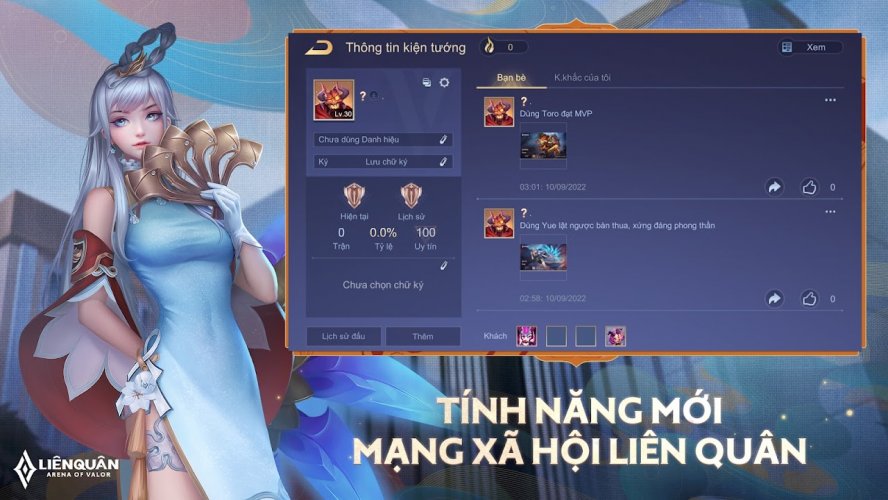 Thông tin kiện tướng
0
Xem
Lv.30
?
Chưa dùng Danh hiệu
Ký Lưu chữ ký
Hiện tại Lịch sử
0 0.0% 100
Trận Tỷ lệ Uy tín
Chưa chọn chữ ký
Lịch sử đấu Thêm
Bạn bè K.khắc của tôi
?.
Dùng Toro đạt MVP
03:01: 10/09/2022
0
?.
Dùng Yue lật ngược bàn thua, xứng đáng phong thần
02:58: 10/09/2022
0
Khách
TÍNH NĂNG MỚI
MẠNG XÃ HỘI LIÊN QUÂN
LIÊNQUÂN
ARENA OF VALOR